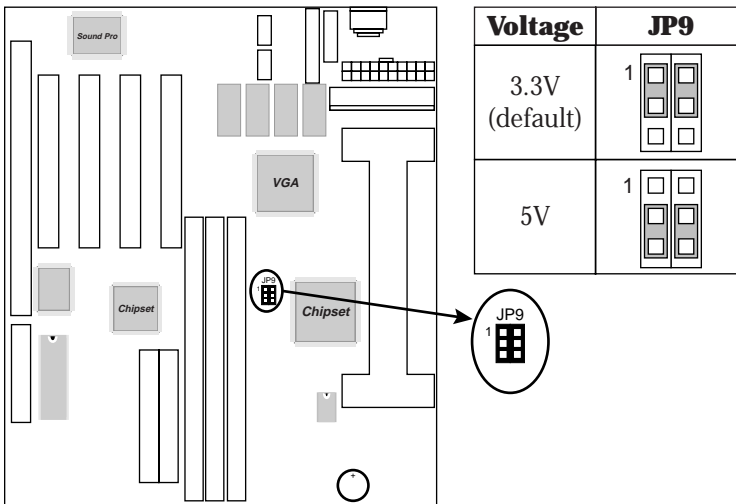 Sound Pro
VGA
JP9
1
Chipset
Chipset
+
Voltage JP9
3.3V
(default)
1
5V
1
JP9
1